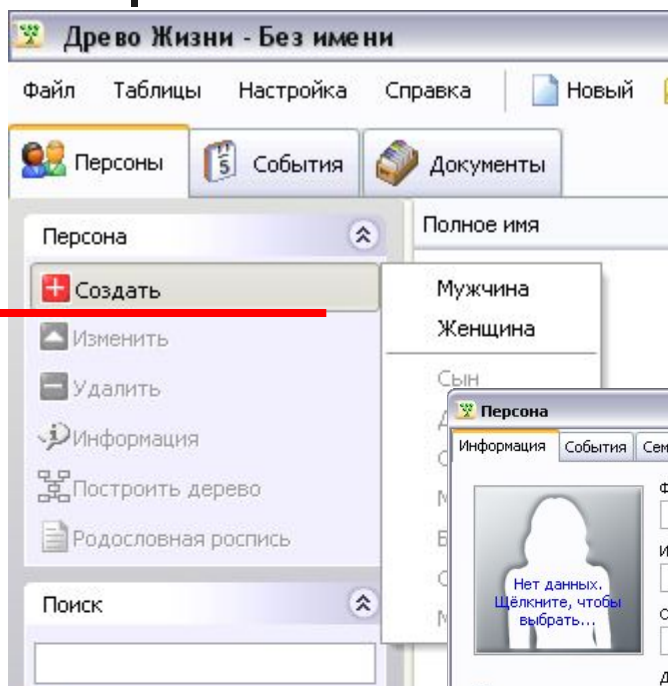 Древо Жизни - Без имени
Файл Таблицы Настройка Справка Новый
Персоны События Документы
Персона
Полное имя
Создать
Мужчина
Женщина
Изменить
Сын
Удалить
Информация
Построить дерево
Родословная роспись
Поиск
Персона
Информация События
Нет данных.
Щёлкните, чтобы
выбрать...